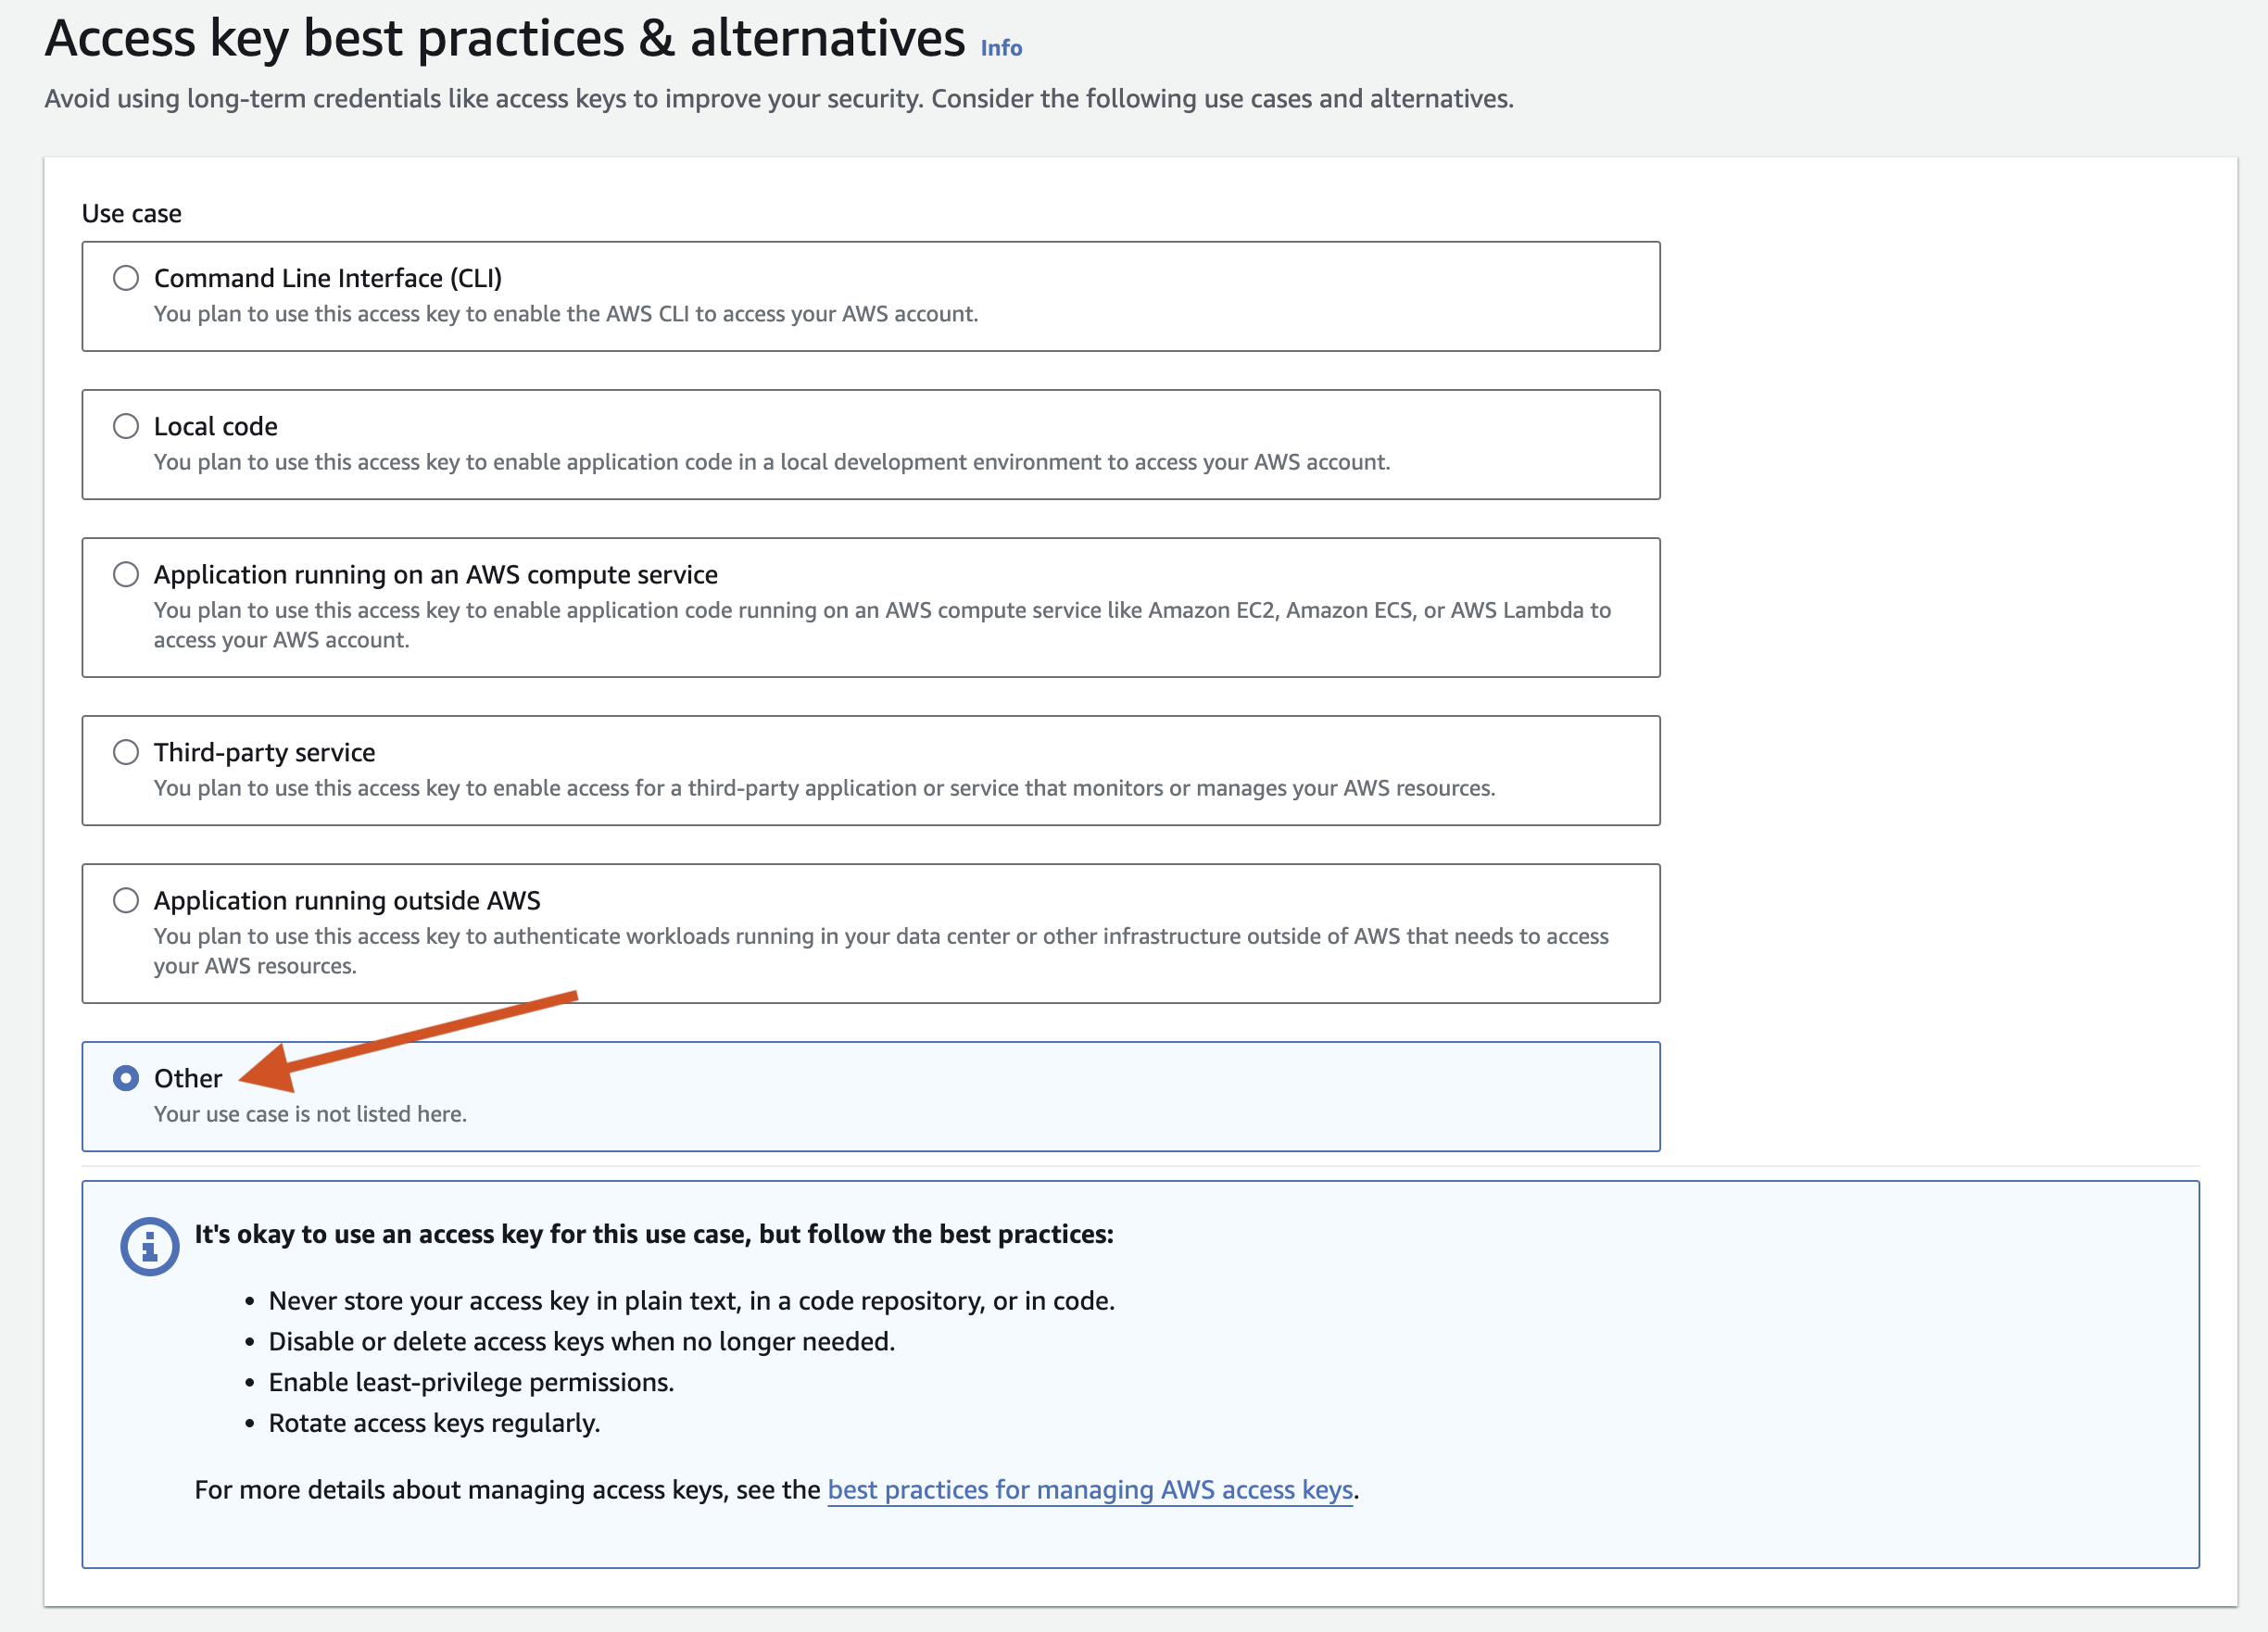 Access key best practices & alternatives Info
Avoid using long-term credentials like access keys to improve your security. Consider the following use cases and alternatives.
Use case
Command Line Interface (CLI)
You plan to use this access key to enable the AWS CLI to access your AWS account.
Local code
You plan to use this access key to enable application code in a local development environment to access your AWS account.
Application running on an AWS compute service
You plan to use this access key to enable application code running on an AWS compute service like Amazon EC2, Amazon ECS, or AWS Lambda to
access your AWS account.
Third-party service
You plan to use this access key to enable access for a third-party application or service that monitors or manages your AWS resources.
Application running outside AWS
You plan to use this access key to authenticate workloads running in your data center or other infrastructure outside of AWS that needs to access
your AWS resources.
Other
Your use case is not listed here.
It's okay to use an access key for this use case, but follow the best practices:
• Never store your access key in plain text, in a code repository, or in code.
• Disable or delete access keys when no longer needed.
• Enable least-privilege permissions.
• Rotate access keys regularly.
For more details about managing access keys, see the best practices for managing AWS access keys.